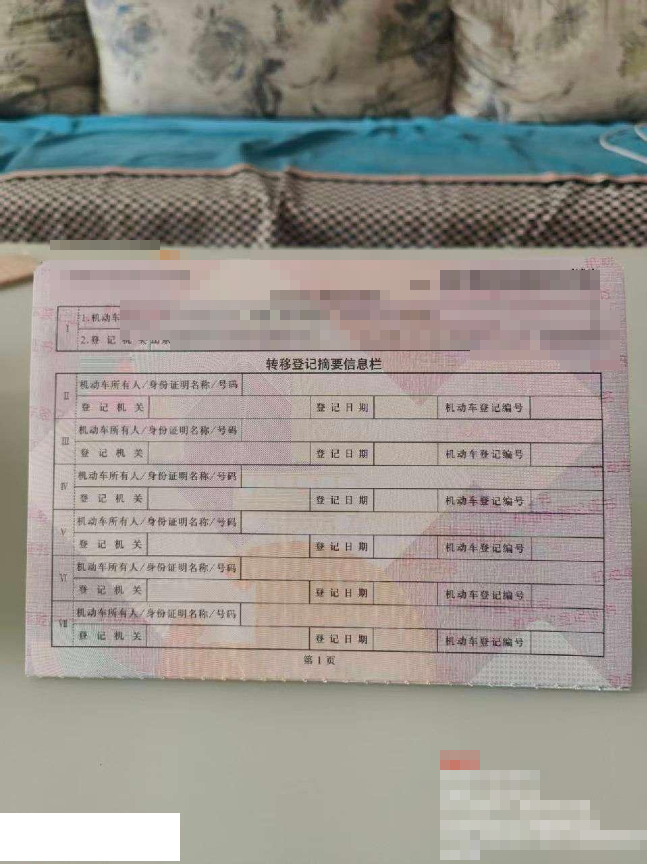 1.机动车
I
2.登 记 机 关
转移登记摘要信息栏
II 机动车所有人/身份证明名称/号码
登 记 机 关 登 记 日 期 机动车登记编号
III 机动车所有人/身份证明名称/号码
登 记 机 关 登 记 日 期 机动车登记编号
IV 机动车所有人/身份证明名称/号码
登 记 机 关 登 记 日 期 机动车登记编号
V 机动车所有人/身份证明名称/号码
登 记 机 关 登 记 日 期 机动车登记编号
VI 机动车所有人/身份证明名称/号码
登 记 机 关 登 记 日 期 机动车登记编号
VII 机动车所有人/身份证明名称/号码
登 记 机 关 登 记 日 期 机动车登记编号
第 1 页